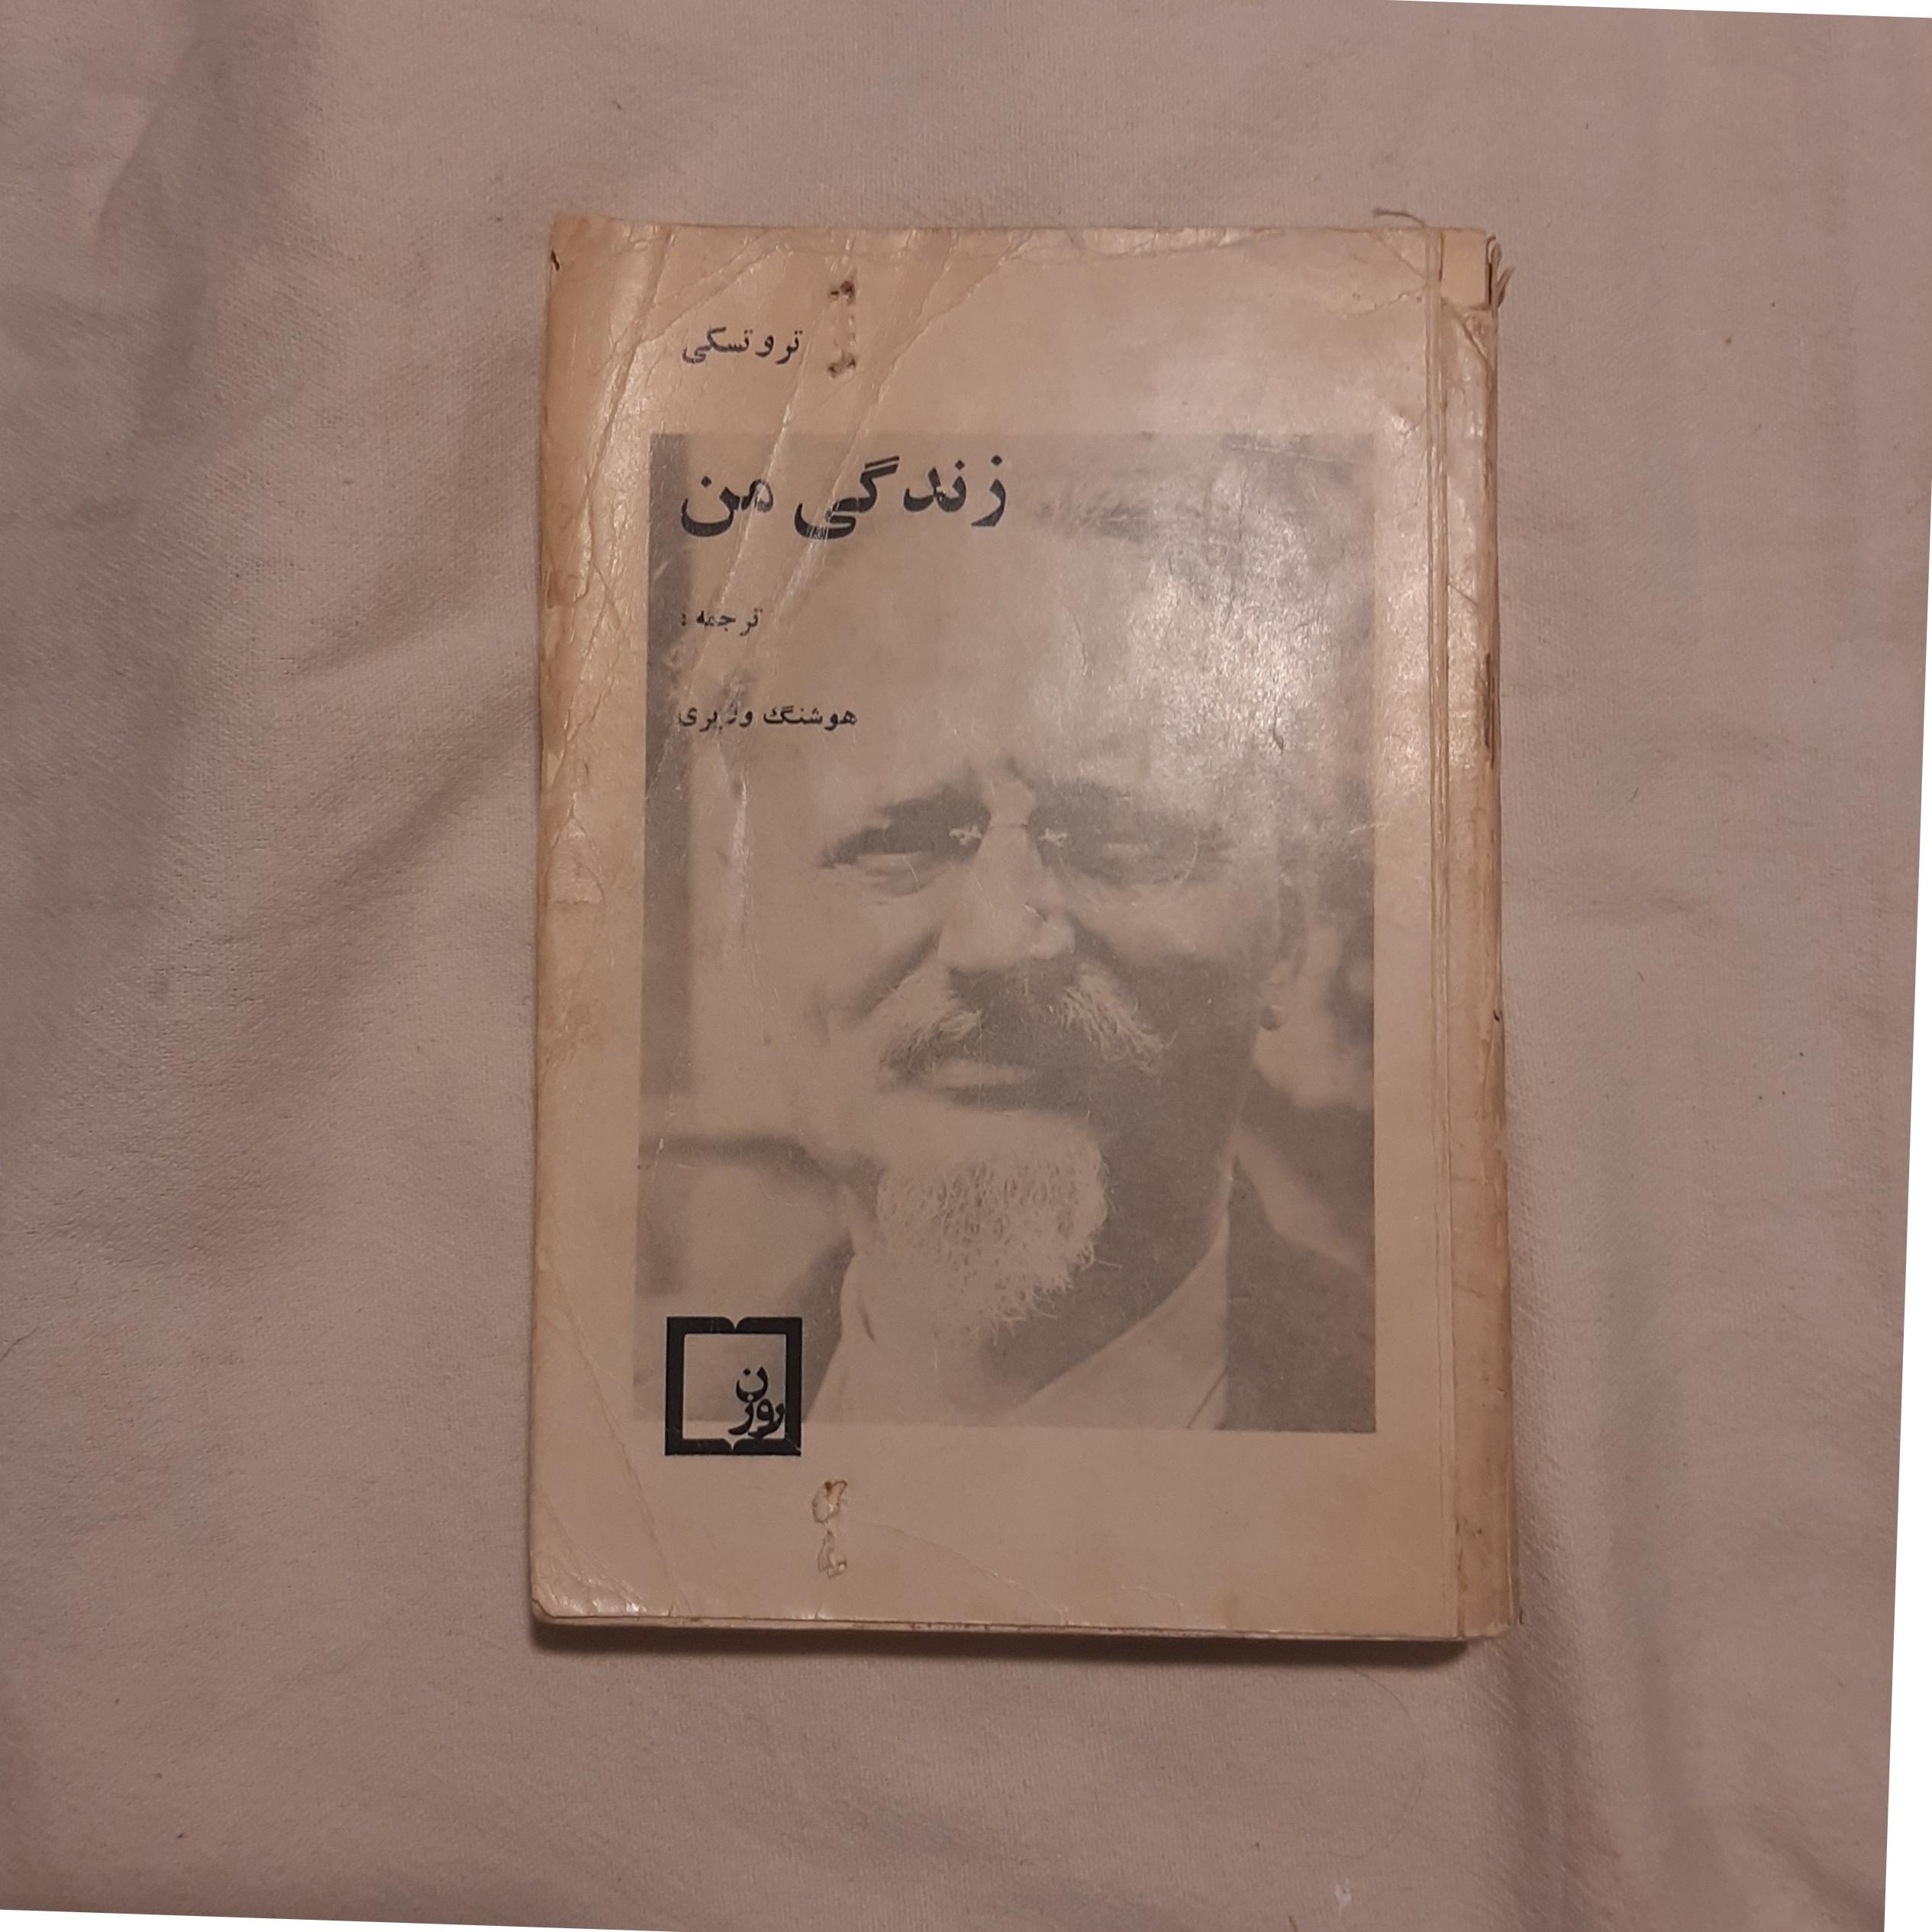 تروتسکی
زندگی من
ترجمه :
هوشنگ وزیری
روزن